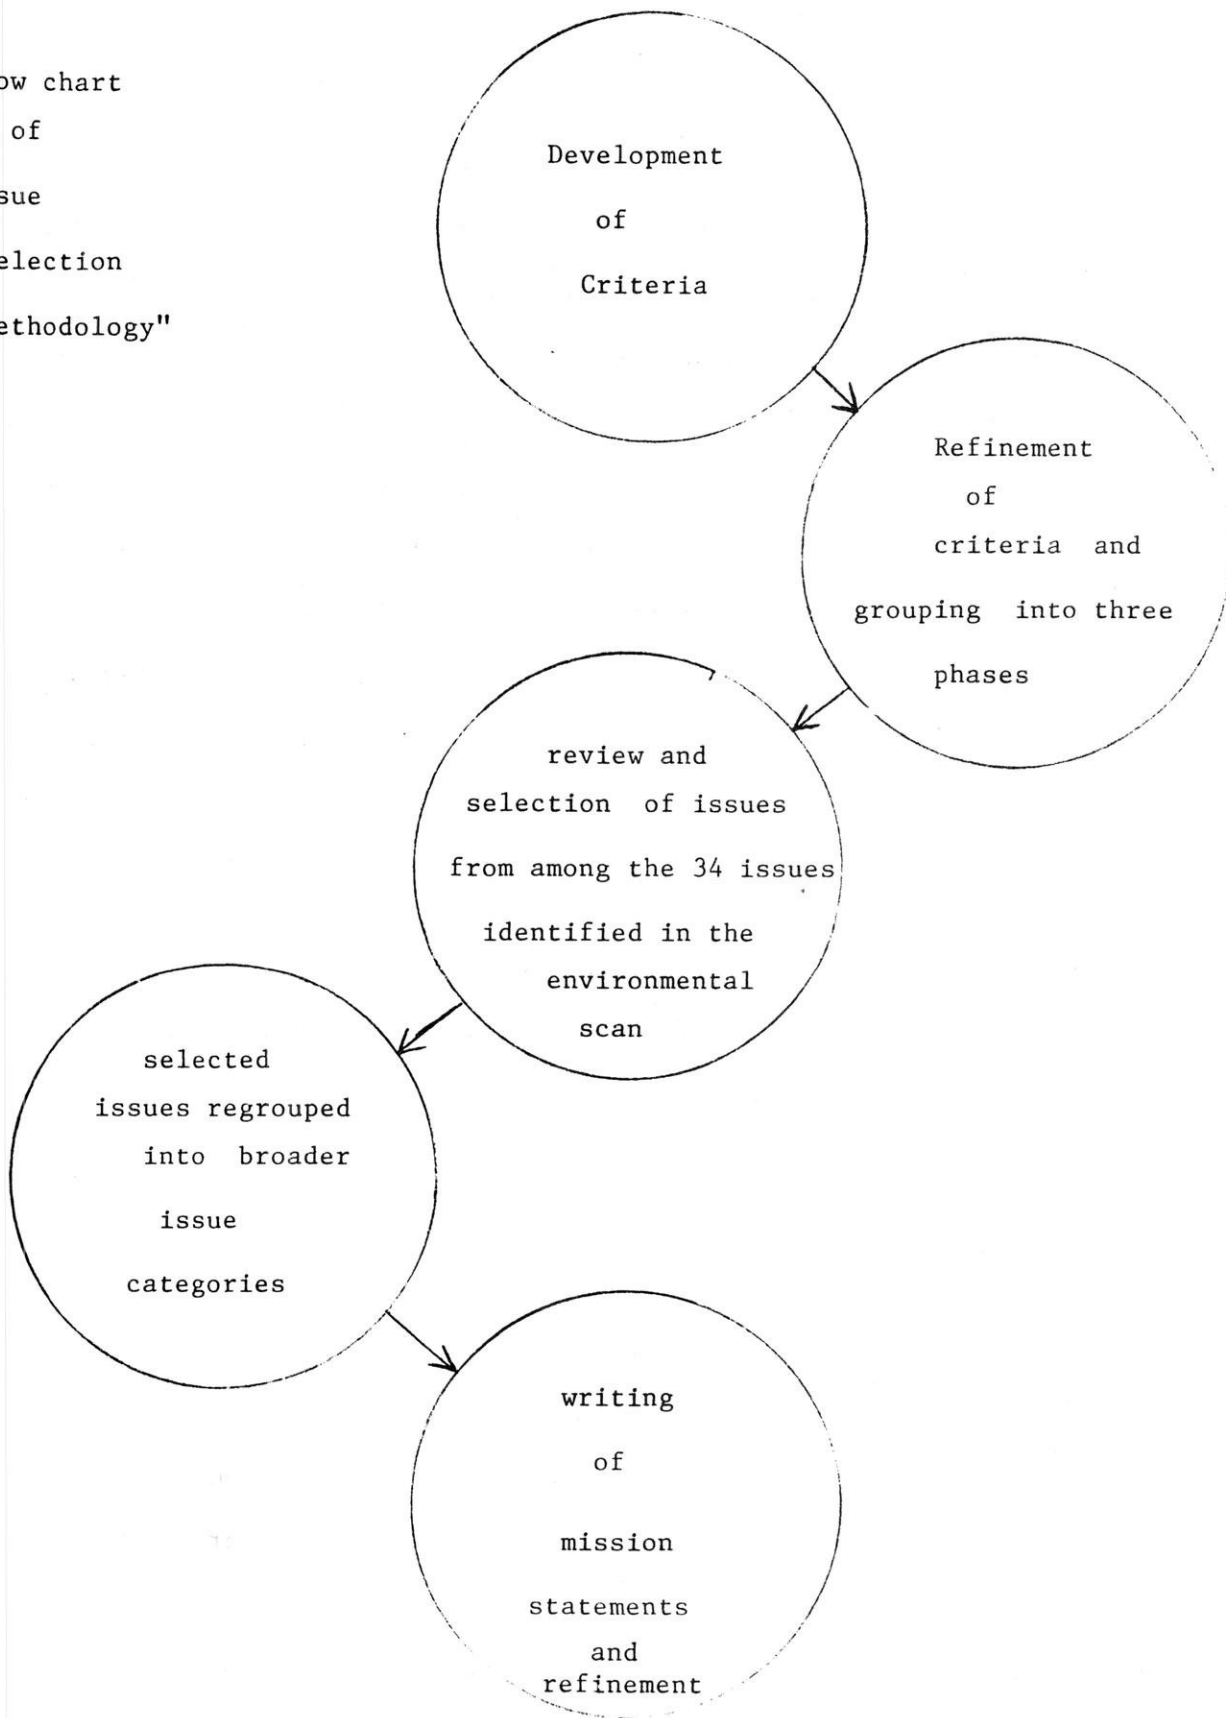 ow chart
of
sue
election
ethodology"
Development
of
Criteria
Refinement
of
criteria and
grouping into three
phases
review and
selection of issues
from among the 34 issues
identified in the
environmental
scan
selected
issues regrouped
into broader
issue
categories
writing
of
mission
statements
and
refinement